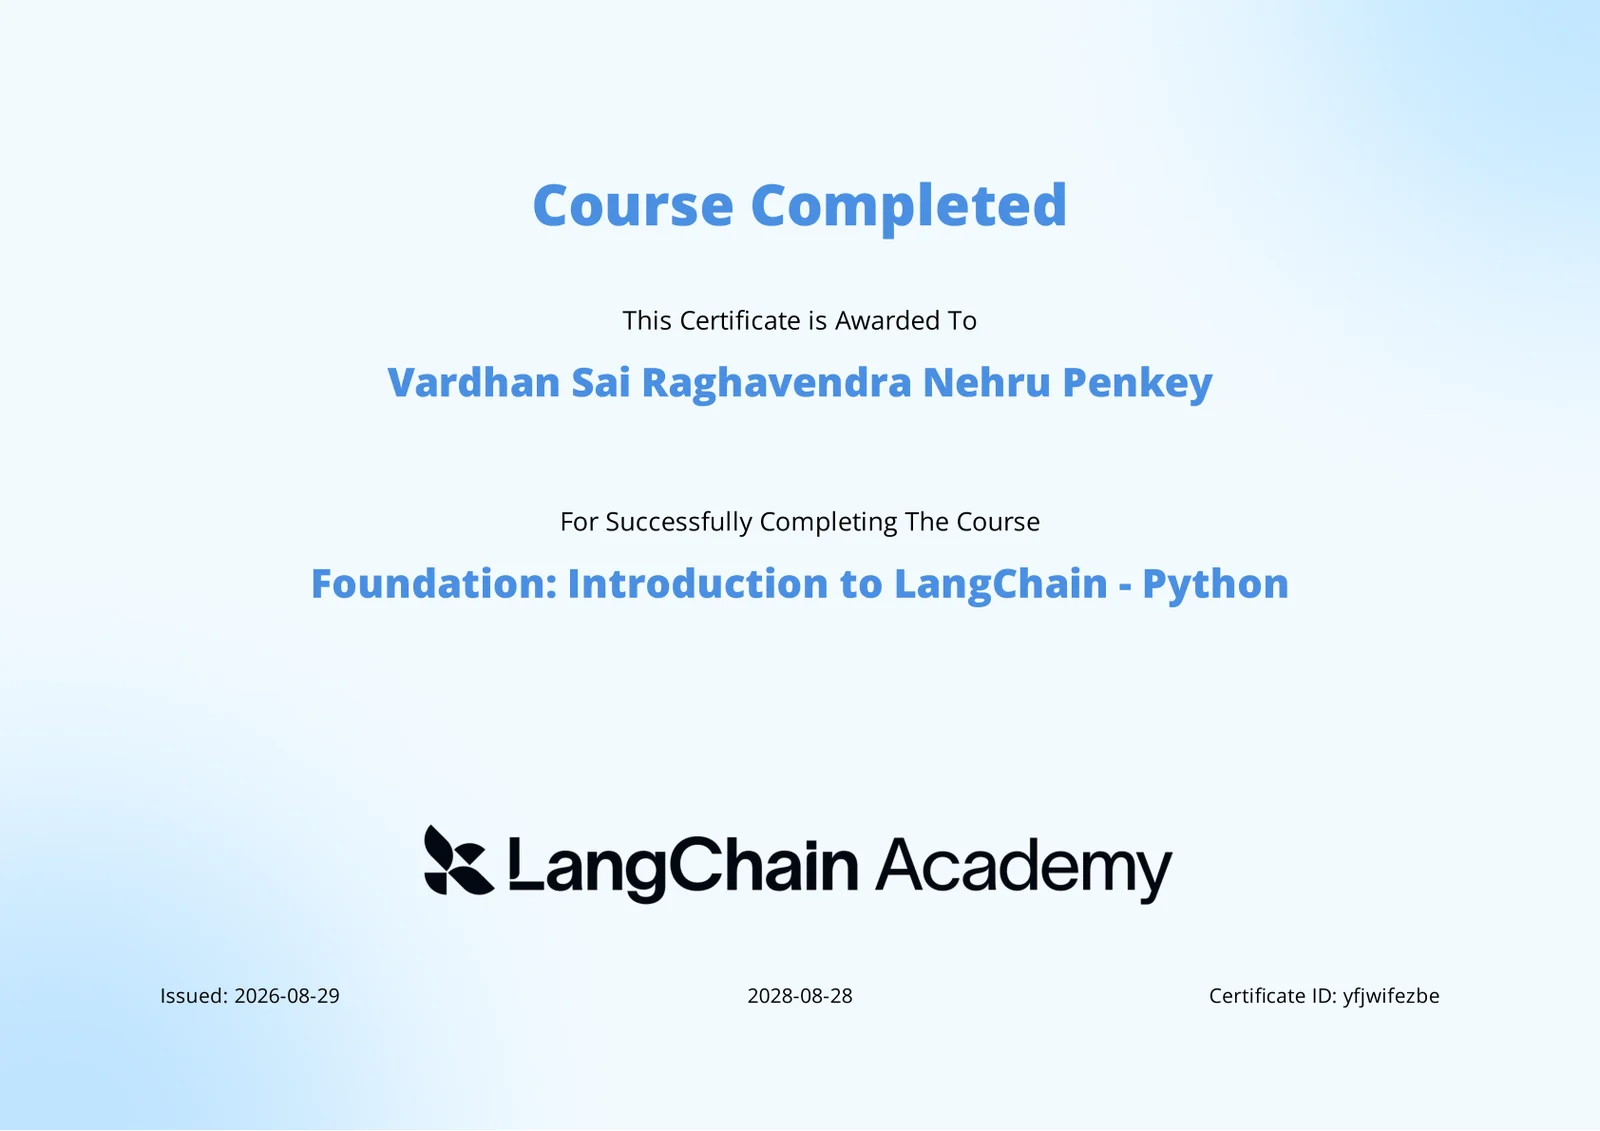 Course Completed
This Certificate is Awarded To
Vardhan Sai Raghavendra Nehru Penkey
For Successfully Completing The Course
Foundation: Introduction to LangChain - Python
LangChain Academy
Issued: 2026-08-29
2028-08-28
Certificate ID: yfjwifezbe